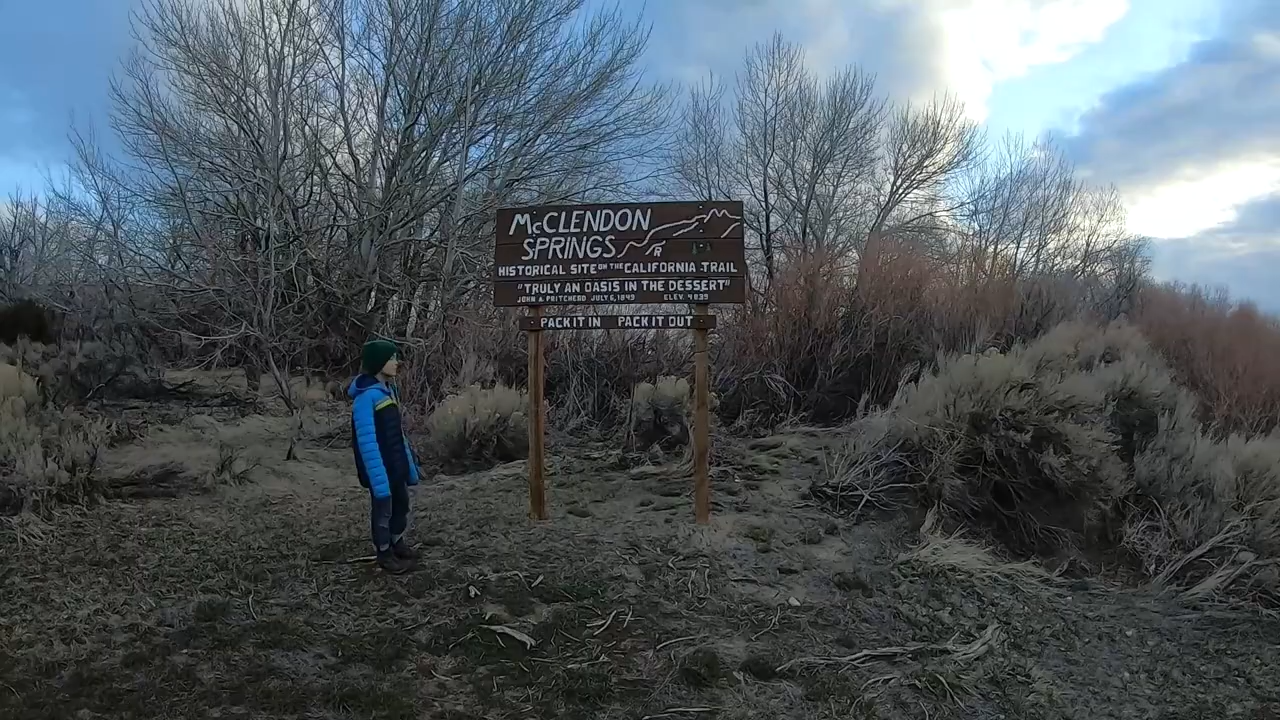 McCLENDON
SPRINGS
HISTORICAL SITE ON THE CALIFORNIA TRAIL
"TRULY AN OASIS IN THE DESSERT"
JOHN A PRITCHERD JULY 6, 1849 ELEV. 4839
PACK IT IN PACK IT OUT